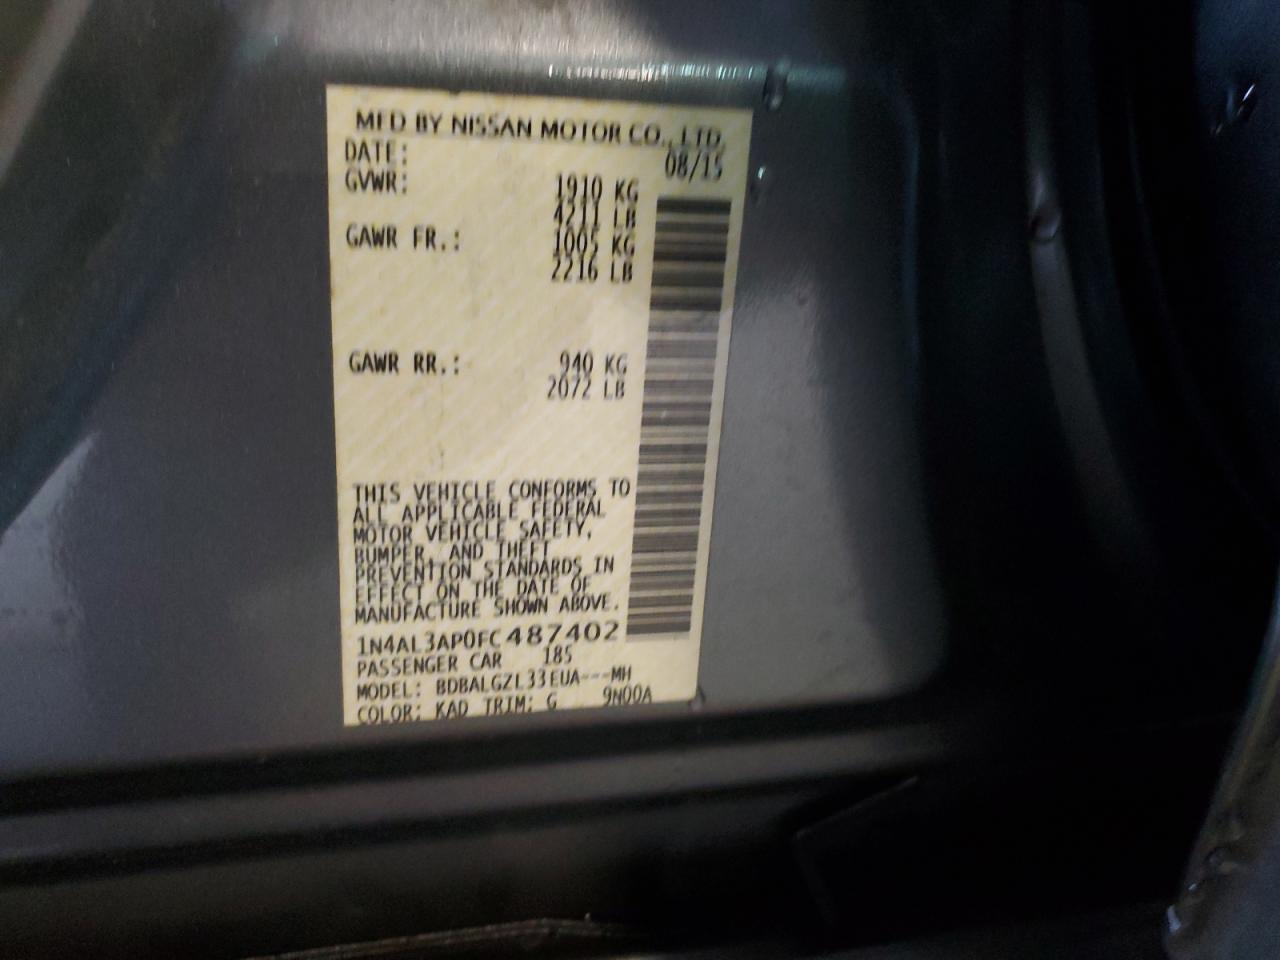 MFD BY NISSAN MOTOR CO., LTD.
DATE: 08/15
GVWR: 1910 KG
4211 LB
GAWR FR.: 1005 KG
2216 LB
GAWR RR.: 940 KG
2072 LB
THIS VEHICLE CONFORMS TO
ALL APPLICABLE FEDERAL
MOTOR VEHICLE SAFETY,
BUMPER, AND THEFT
PREVENTION STANDARDS IN
EFFECT ON THE DATE OF
MANUFACTURE SHOWN ABOVE.
1N4AL3AP0FC487402
PASSENGER CAR 185
MODEL: BDBALGZL33EUA---MH
COLOR: KAD TRIM: G 9N00A